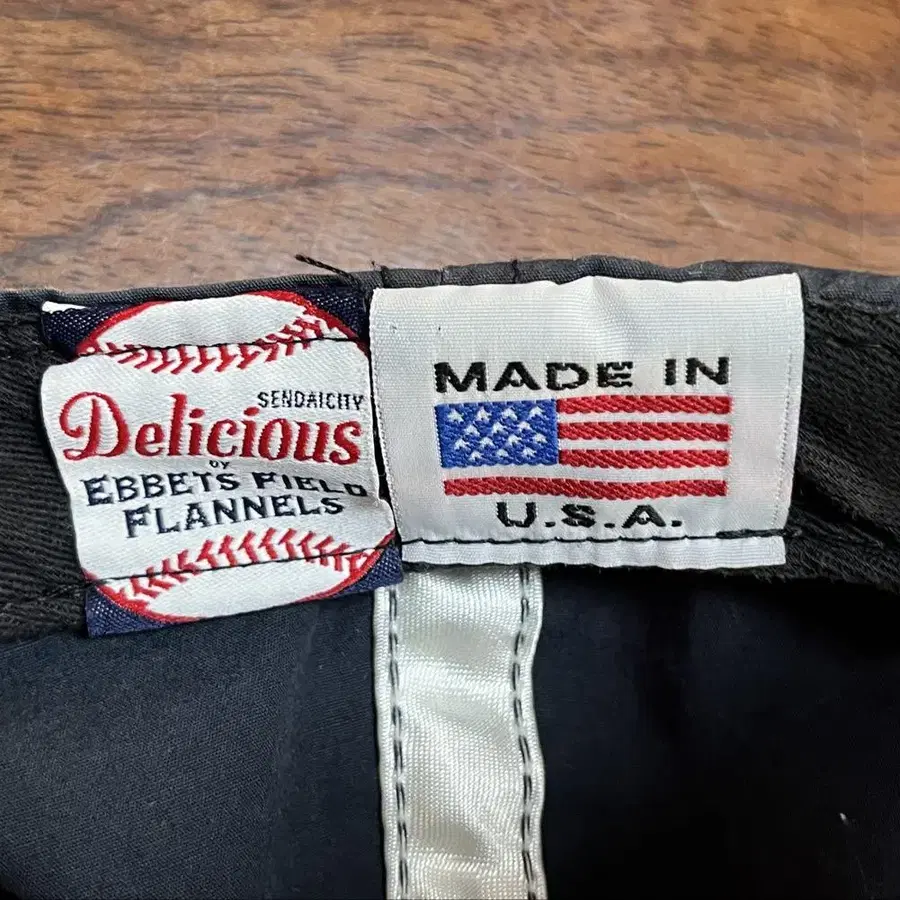 SENDAICITY
Delicious
BY
EBBETS FIELD
FLANNELS
MADE IN
U.S.A.